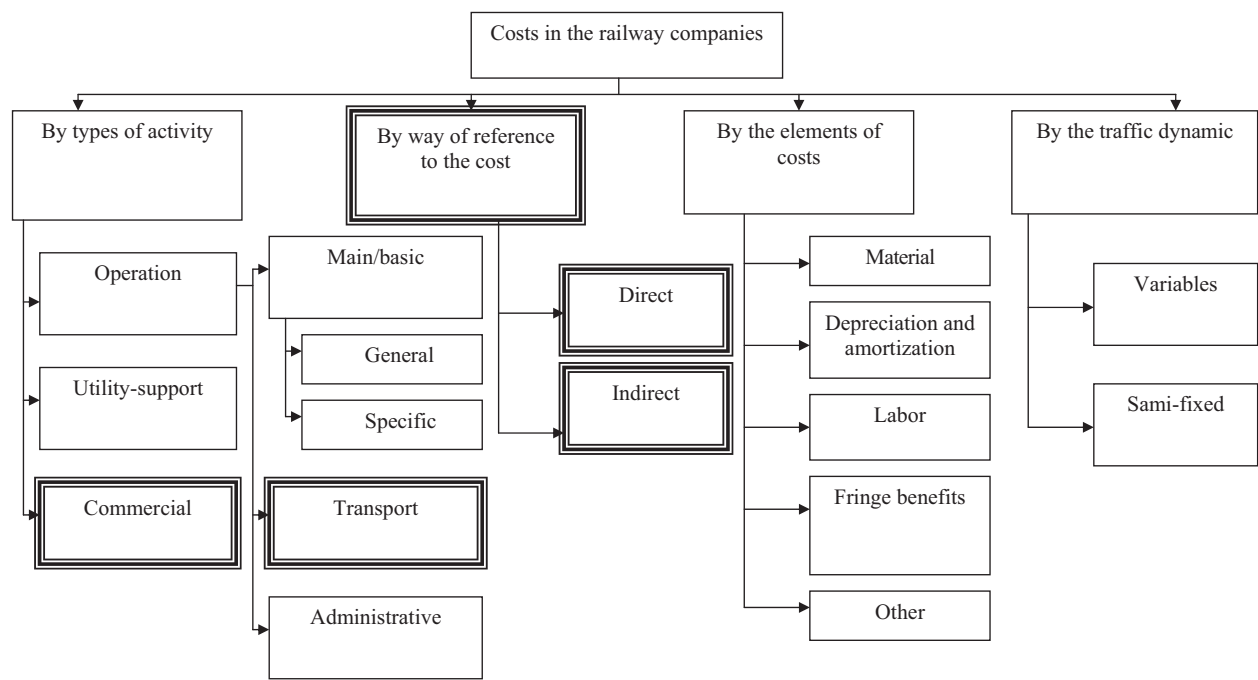 Costs in the railway companies
By types of activity
By way of reference
to the cost
By the elements of
costs
By the traffic dynamic
Operation
Main/basic
General
Specific
Utility-support
Commercial
Transport
Administrative
Direct
Indirect
Material
Depreciation and
amortization
Labor
Fringe benefits
Other
Variables
Sami-fixed